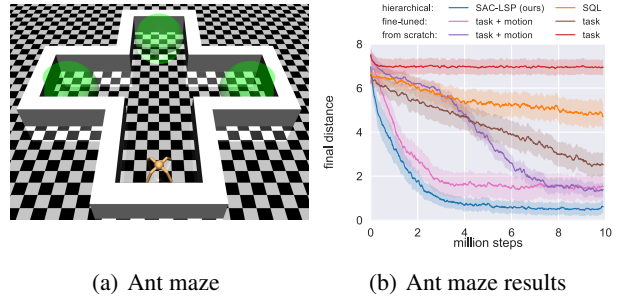 hierarchical: SAC-LSP (ours) SQL
fine-tuned: task + motion task
from scratch: task + motion task
8
6
4
2
0
final distance
0 2 4 6 8 10
million steps
(a) Ant maze
(b) Ant maze results